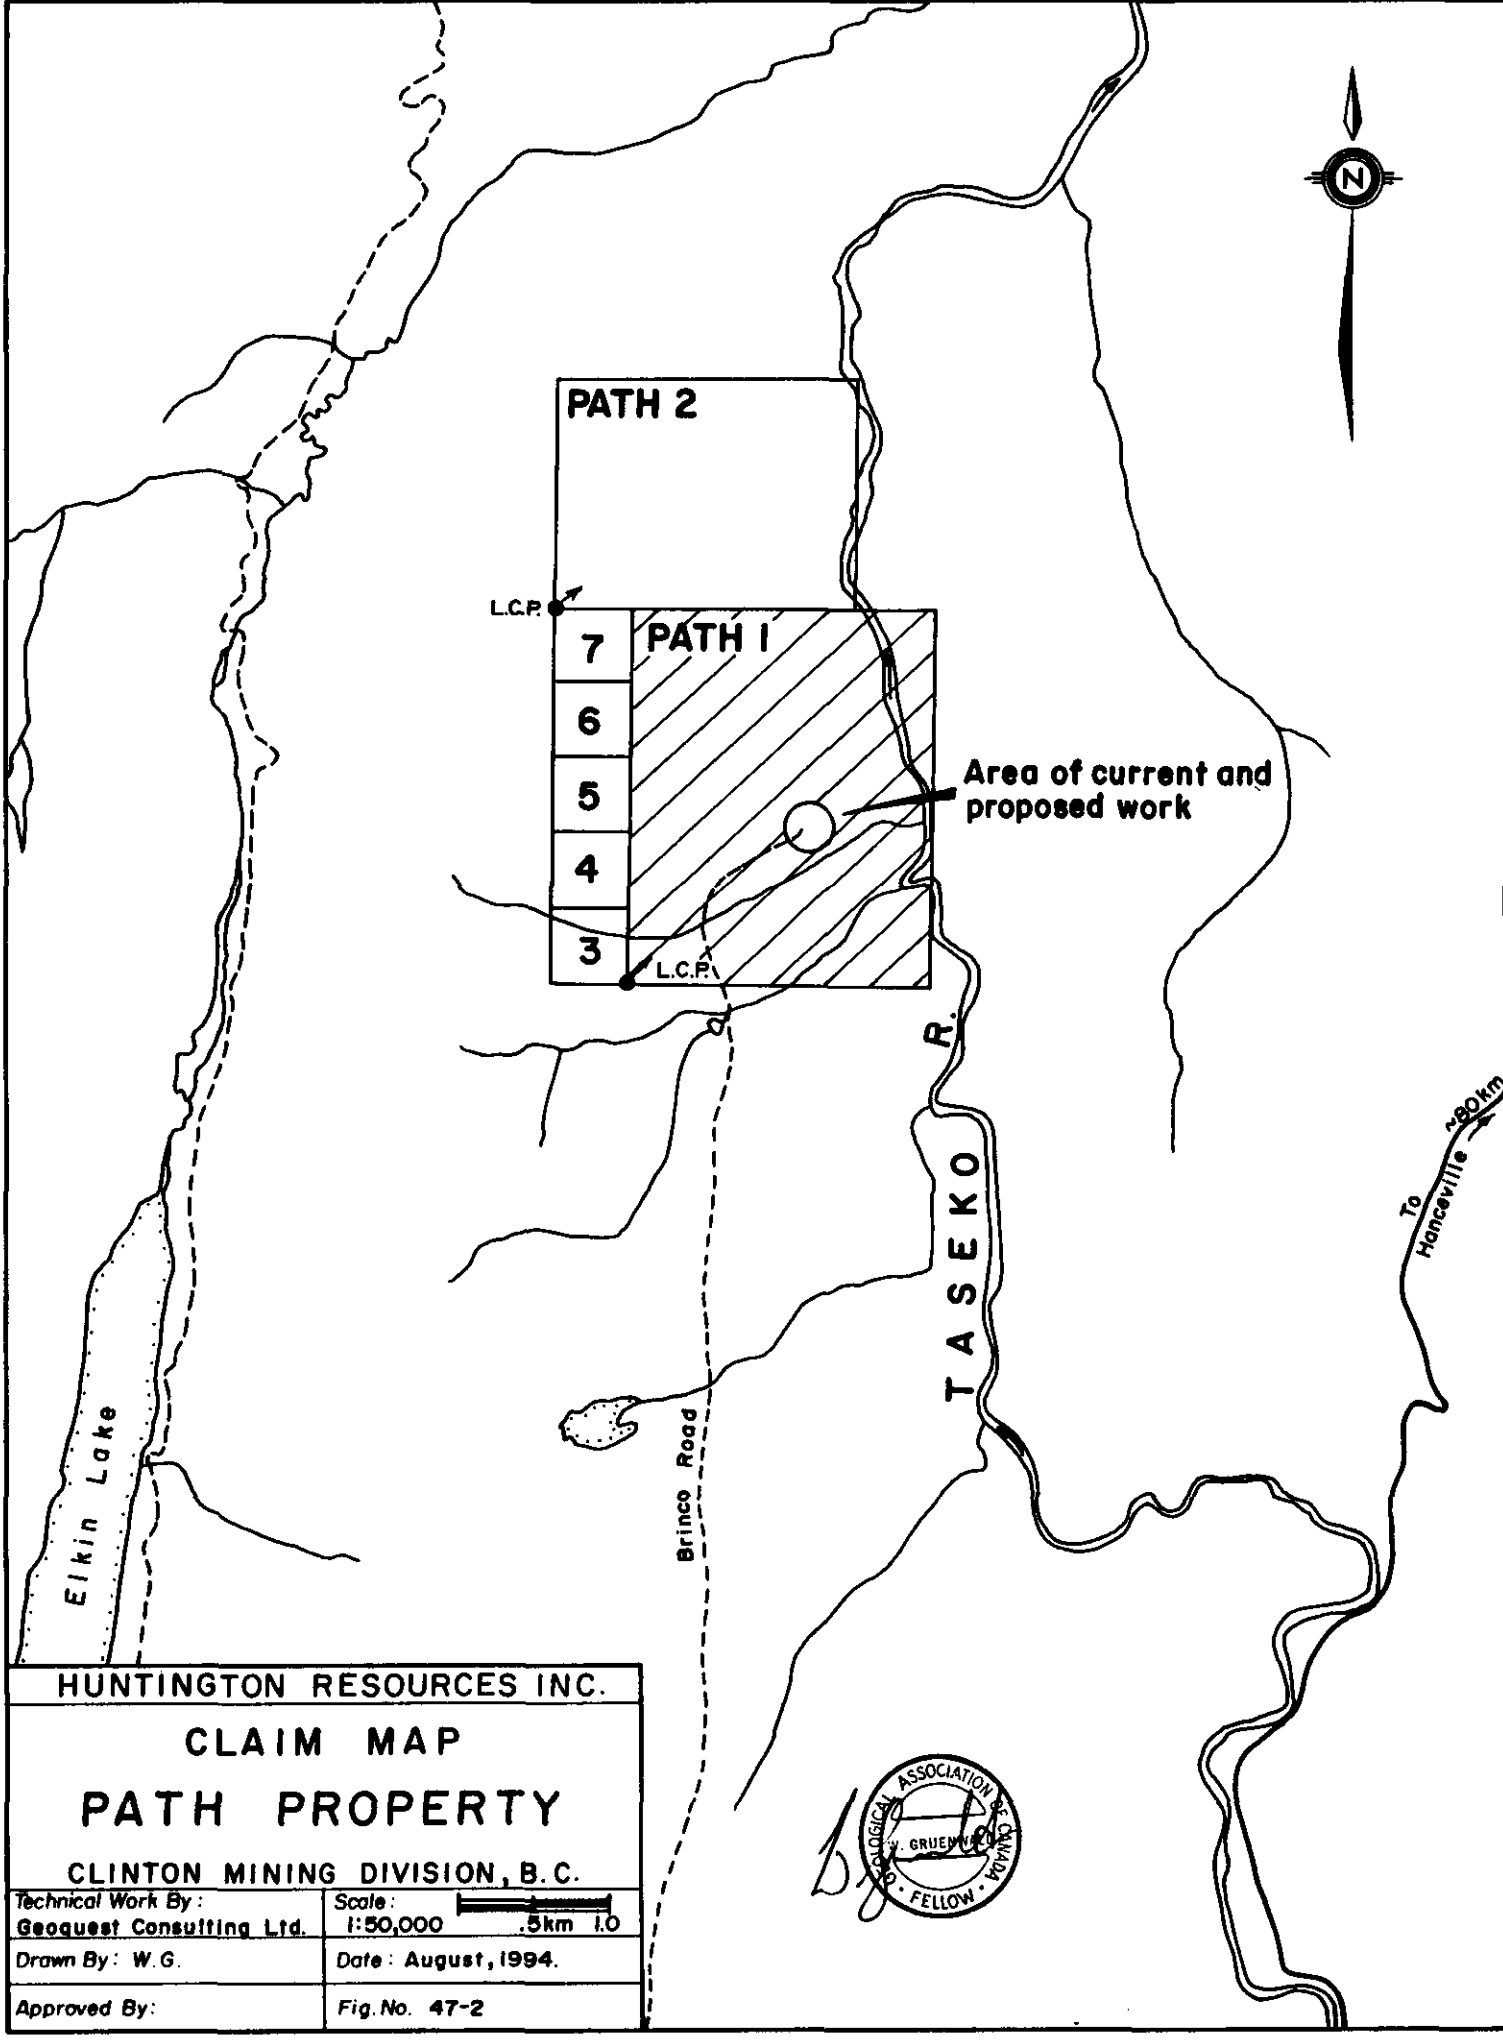 N
PATH 2
L.C.P.
7
PATH 1
6
5
4
3
Area of current and
proposed work
L.C.P.
TASEKO R.
~80km
To
Hanceville
Brinco Road
Elkin Lake
HUNTINGTON RESOURCES INC.
CLAIM MAP
PATH PROPERTY
CLINTON MINING DIVISION, B.C.
Technical Work By:
Geoquest Consulting Ltd.
Scale:
1:50,000
.5km 1.0
Drawn By: W.G.
Date: August, 1994.
Approved By:
Fig. No. 47-2
GEOLOGICAL ASSOCIATION OF CANADA
W. GRUENWALD
FELLOW